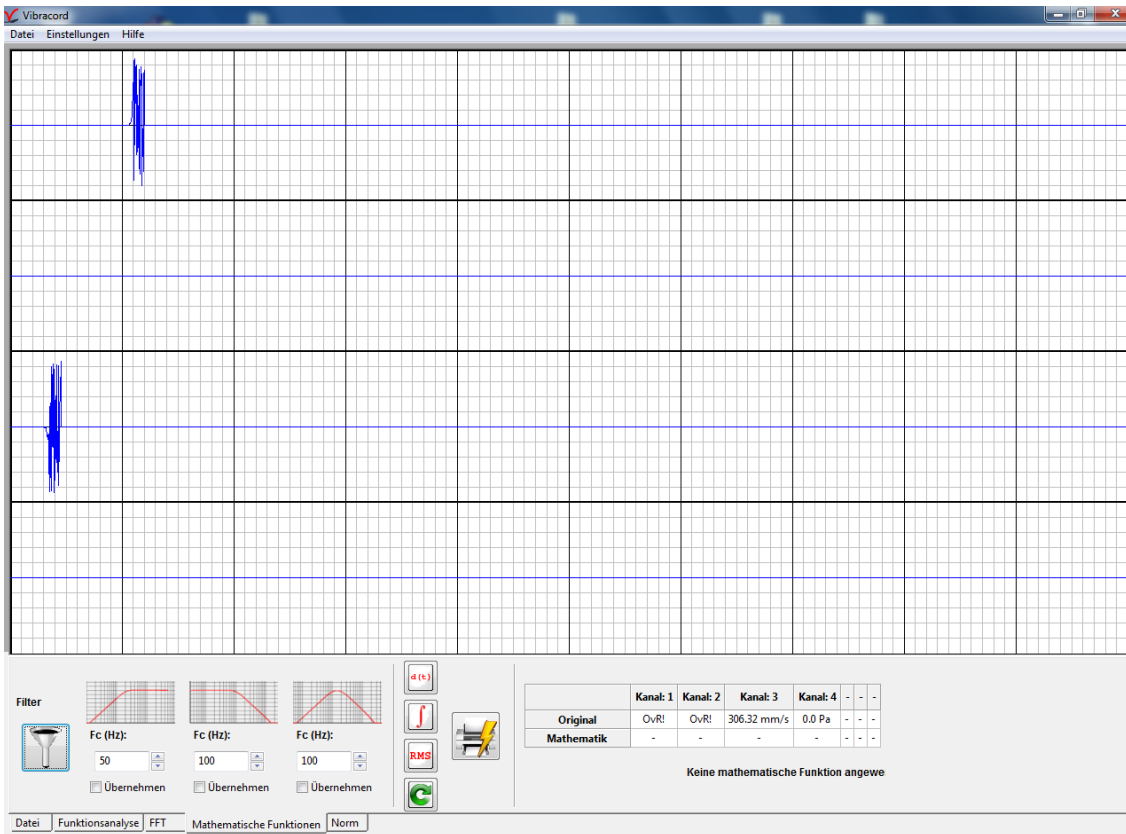 Vibracord
Datei Einstellungen Hilfe
d(t)
Filter
Fc (Hz): Fc (Hz): Fc (Hz):
50 100 100
Übernehmen Übernehmen Übernehmen
∫
RMS
Kanal: 1 Kanal: 2 Kanal: 3 Kanal: 4 - - -
Original OvR! OvR! 306.32 mm/s 0.0 Pa - - -
Mathematik - - - - - - -
Keine mathematische Funktion angewe
Datei Funktionsanalyse FFT Mathematische Funktionen Norm